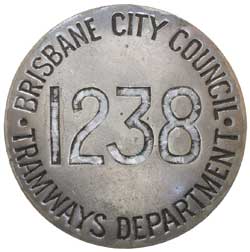 · BRISBANE CITY COUNCIL ·
1238
TRAMWAYS DEPARTMENT